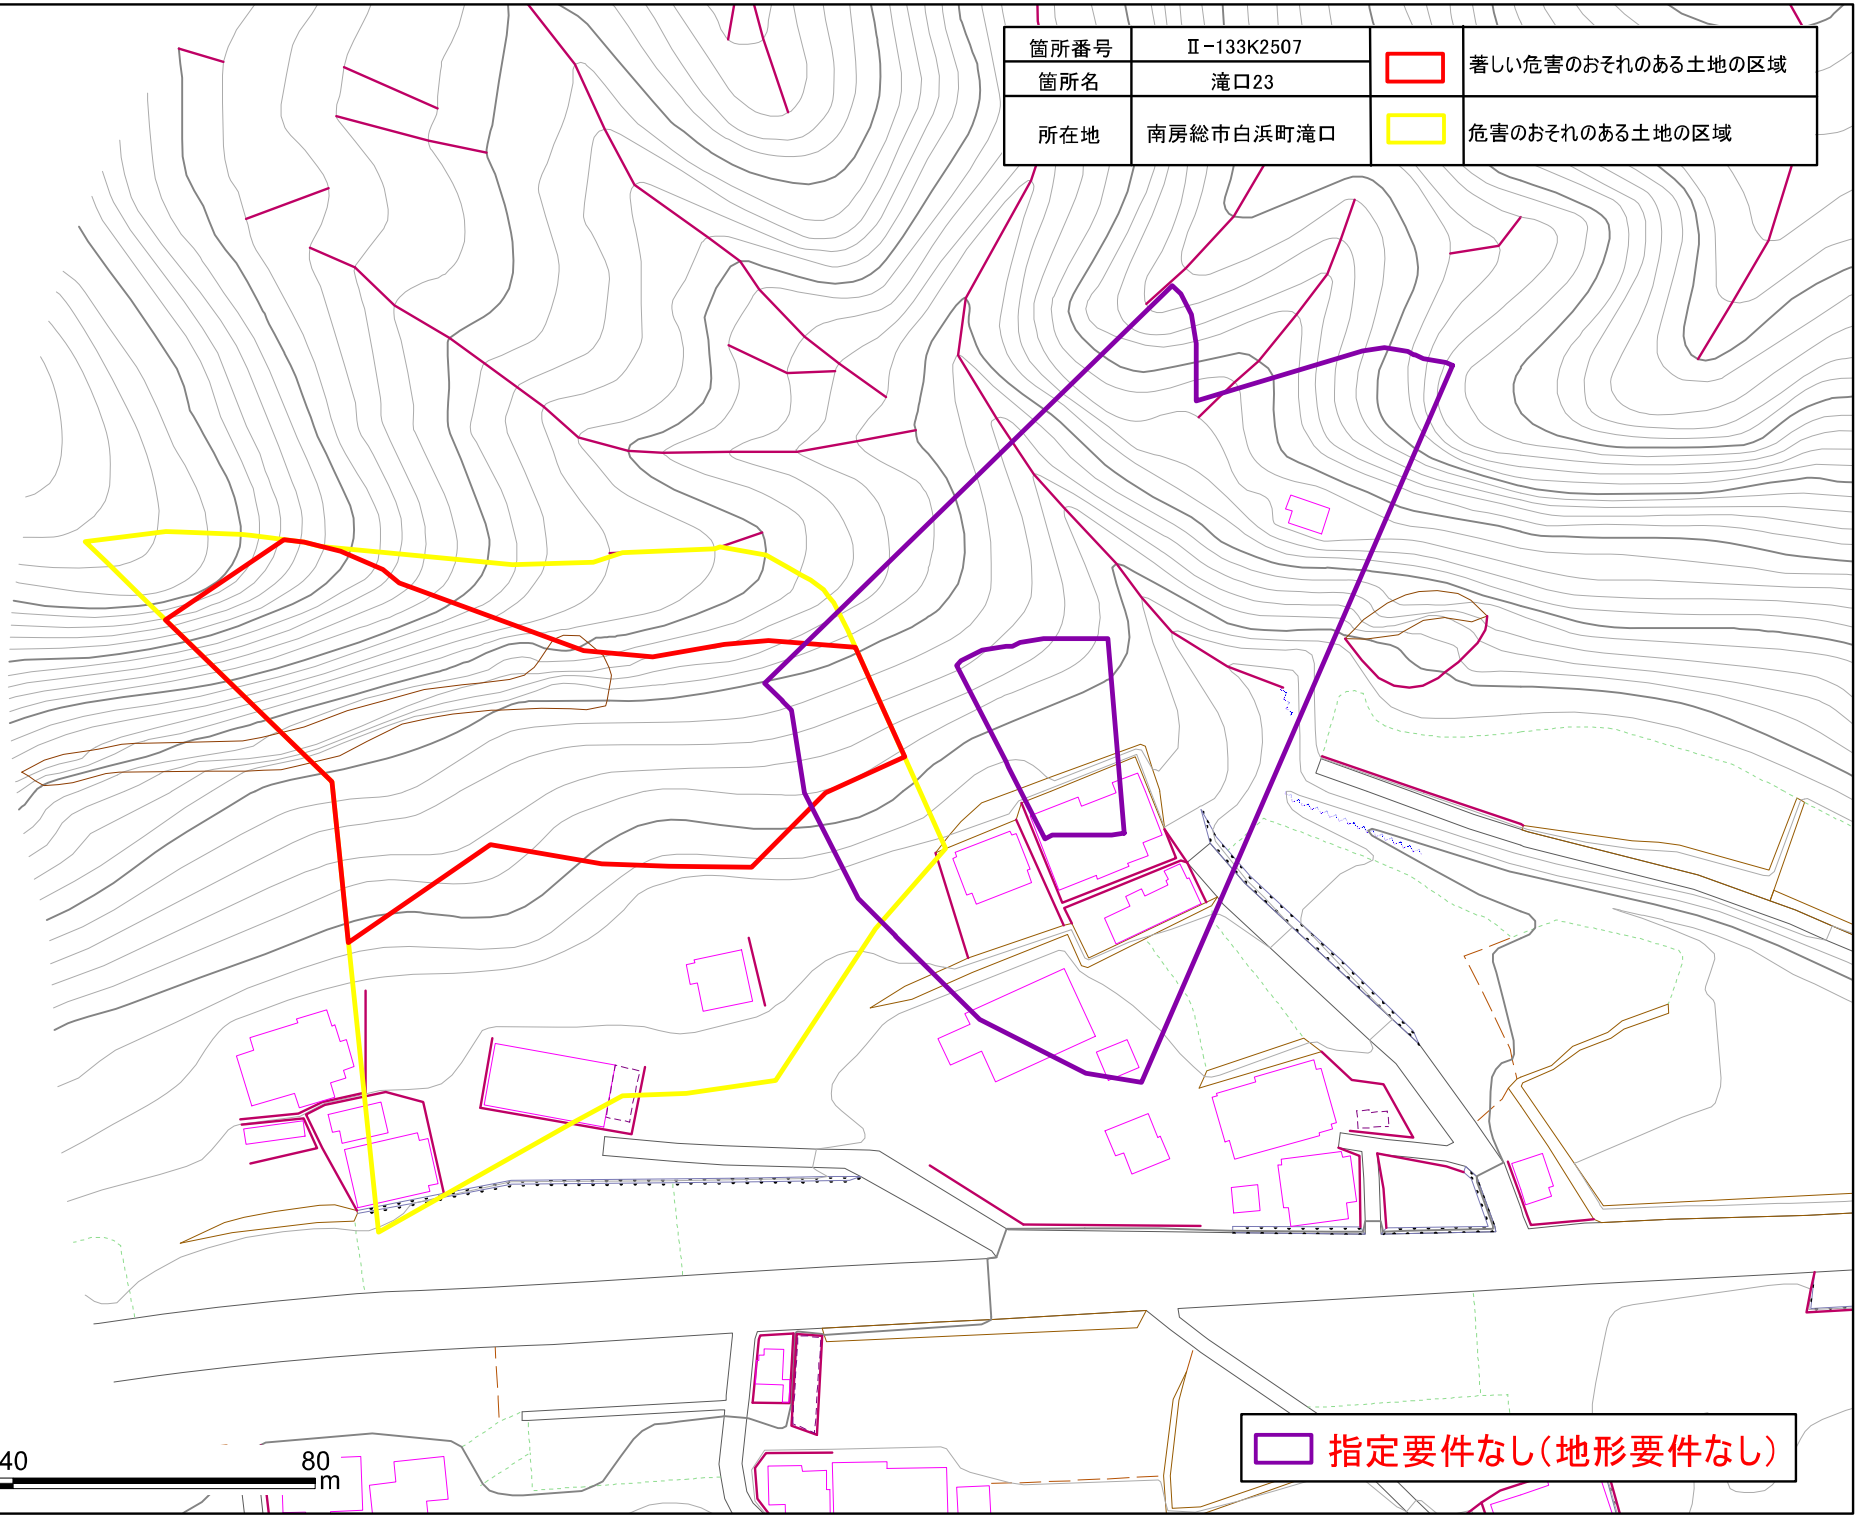 箇所番号 Ⅱ-133K2507
箇所名 滝口23
所在地 南房総市白浜町滝口
著しい危害のおそれのある土地の区域
危害のおそれのある土地の区域
指定要件なし(地形要件なし)
40 80
m